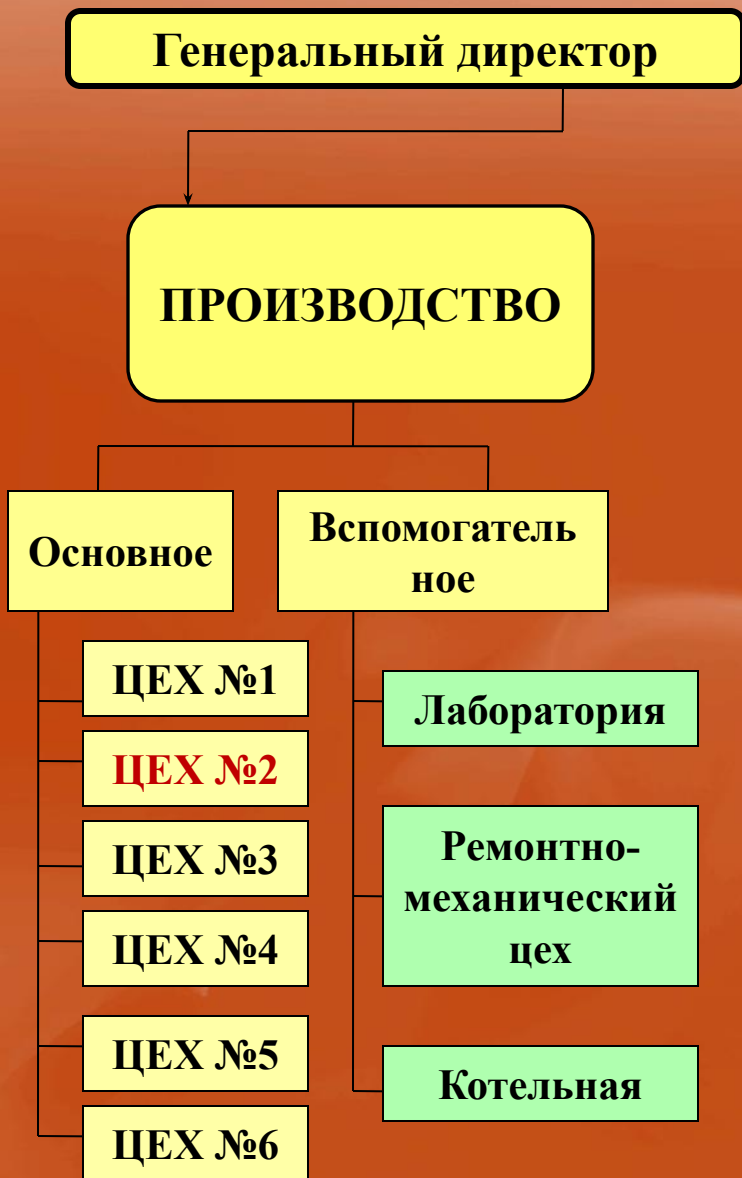 Генеральный директор
ПРОИЗВОДСТВО
Основное
Вспомогатель
ное
ЦЕХ №1
ЦЕХ №2
ЦЕХ №3
ЦЕХ №4
ЦЕХ №5
ЦЕХ №6
Лаборатория
Ремонтно-
механический
цех
Котельная